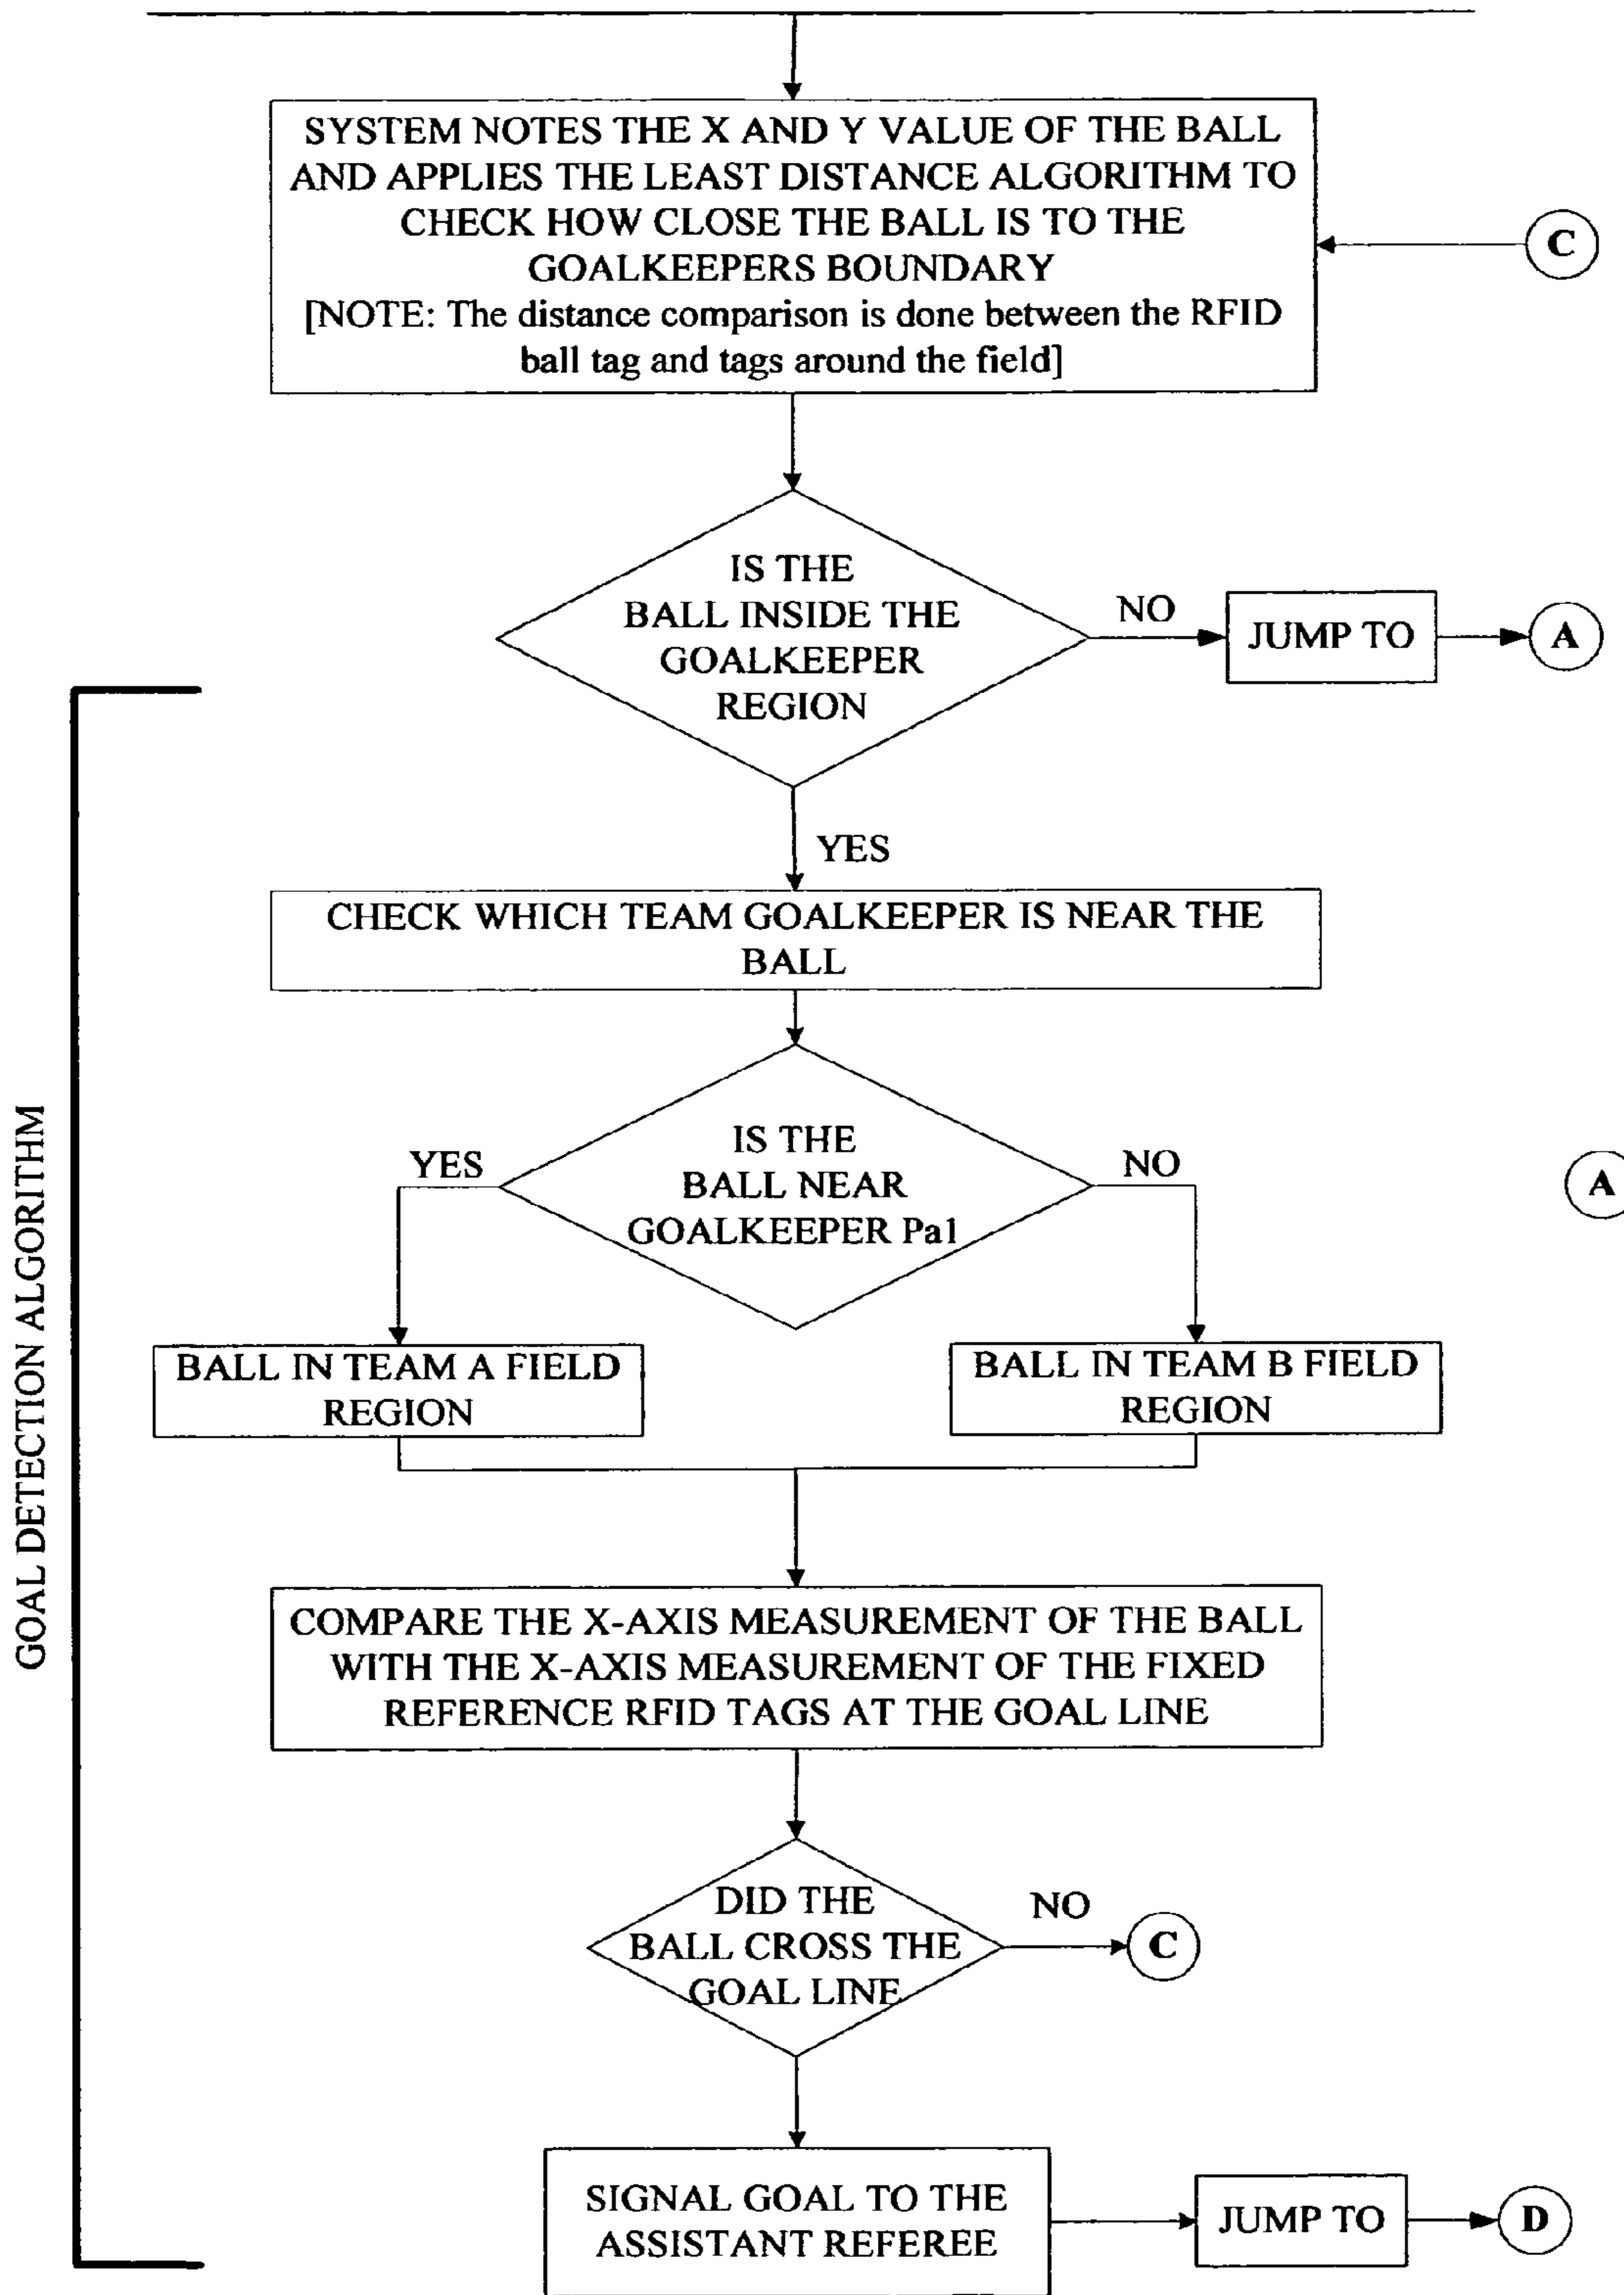 SYSTEM NOTES THE X AND Y VALUE OF THE BALL
AND APPLIES THE LEAST DISTANCE ALGORITHM TO
CHECK HOW CLOSE THE BALL IS TO THE
GOALKEEPERS BOUNDARY
[NOTE: The distance comparison is done between the RFID
ball tag and tags around the field]
C
IS THE
BALL INSIDE THE
GOALKEEPER
REGION
NO
JUMP TO
A
YES
CHECK WHICH TEAM GOALKEEPER IS NEAR THE
BALL
GOAL DETECTION ALGORITHM
IS THE
BALL NEAR
GOALKEEPER Pa1
YES
NO
A
BALL IN TEAM A FIELD
REGION
BALL IN TEAM B FIELD
REGION
COMPARE THE X-AXIS MEASUREMENT OF THE BALL
WITH THE X-AXIS MEASUREMENT OF THE FIXED
REFERENCE RFID TAGS AT THE GOAL LINE
DID THE
BALL CROSS THE
GOAL LINE
NO
C
SIGNAL GOAL TO THE
ASSISTANT REFEREE
JUMP TO
D